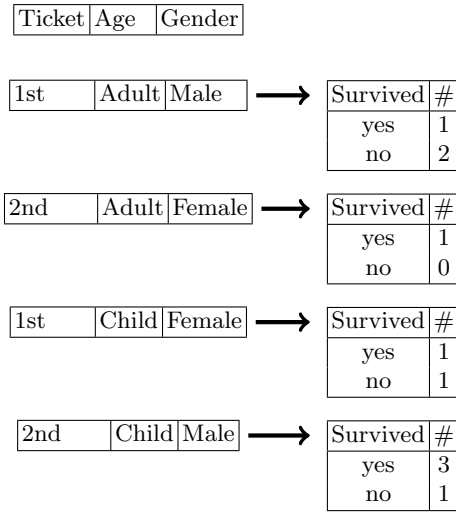 Ticket Age Gender
1st Adult Male Survived #
yes 1
no 2
2nd Adult Female Survived #
yes 1
no 0
1st Child Female Survived #
yes 1
no 1
2nd Child Male Survived #
yes 3
no 1